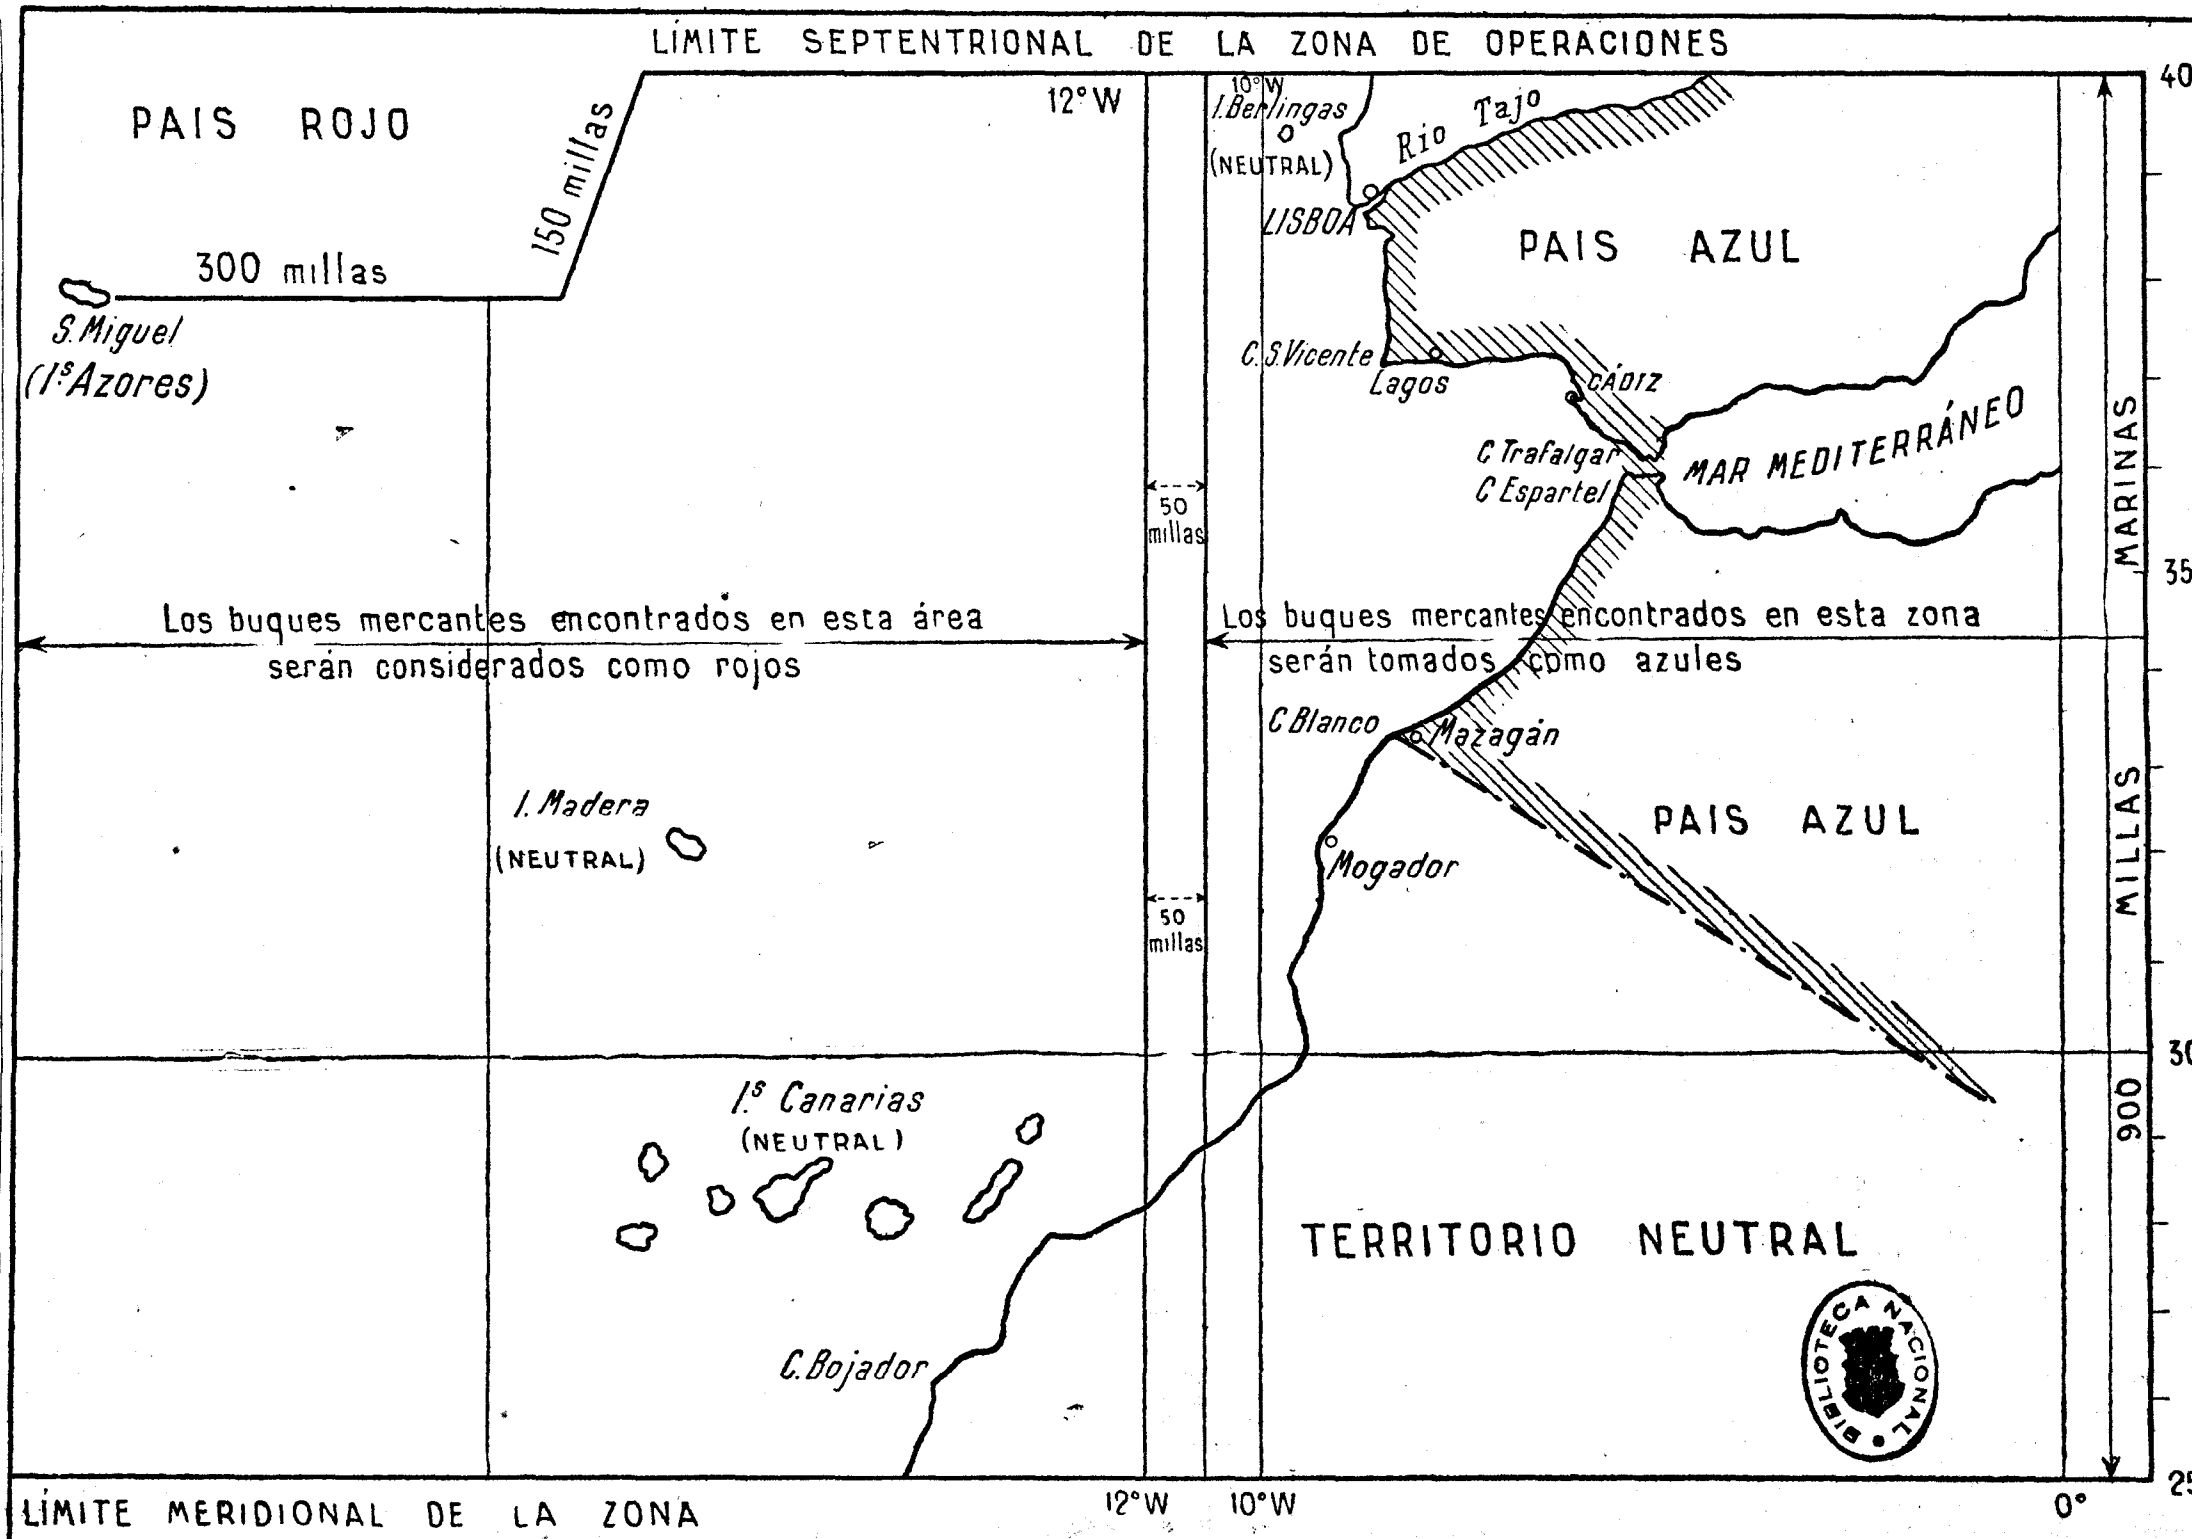 LÍMITE SEPTENTRIONAL DE LA ZONA DE OPERACIONES
40
PAIS ROJO
12°W
10°W
I. Berlingas
(NEUTRAL)
Rio Tajo
150 millas
LISBOA
PAIS AZUL
300 millas
S. Miguel
(I.s Azores)
C. S. Vicente
Lagos
CÁDIZ
C Trafalgar
C Espartel
MAR MEDITERRÁNEO
50
millas
35
Los buques mercantes encontrados en esta área
serán considerados como rojos
Los buques mercantes encontrados en esta zona
serán tomados como azules
C Blanco
Mazagán
I. Madera
(NEUTRAL)
PAIS AZUL
Mogador
50
millas
900 MILLAS MARINAS
30
I.s Canarias
(NEUTRAL)
TERRITORIO NEUTRAL
C. Bojador
BIBLIOTECA NACIONAL
25
LÍMITE MERIDIONAL DE LA ZONA
12°W
10°W
0°